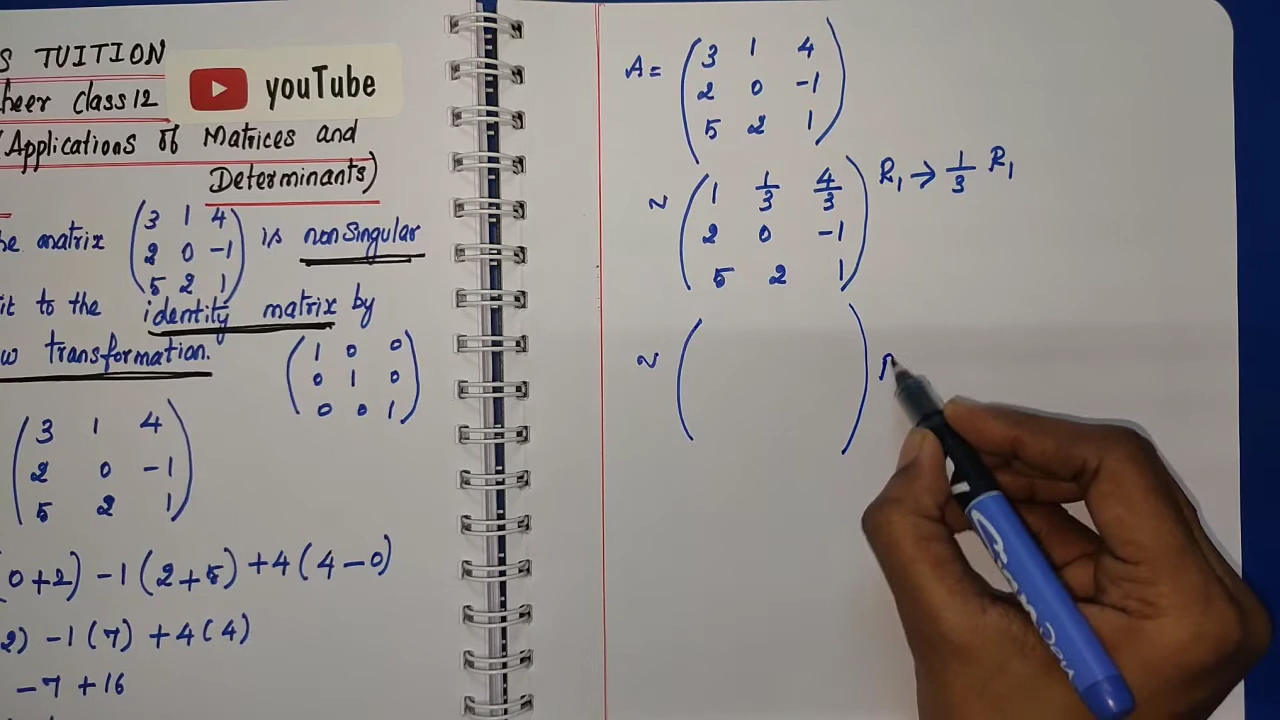 S TUITION
heer Class 12
YouTube
(Applications of Matrices and
Determinants)
he matrix (3 1 4
2 0 -1
5 2 1) is non Singular
it to the identity matrix by
w transformation.
(1 0 0
0 1 0
0 0 1)
(3 1 4
2 0 -1
5 2 1)
(0+2) -1(2+5) +4(4-0)
2) -1(7) +4(4)
-7 +16
A = (3 1 4
2 0 -1
5 2 1)
~ (1 1/3 4/3
2 0 -1
5 2 1) R₁ → 1/3 R₁
~ ( )